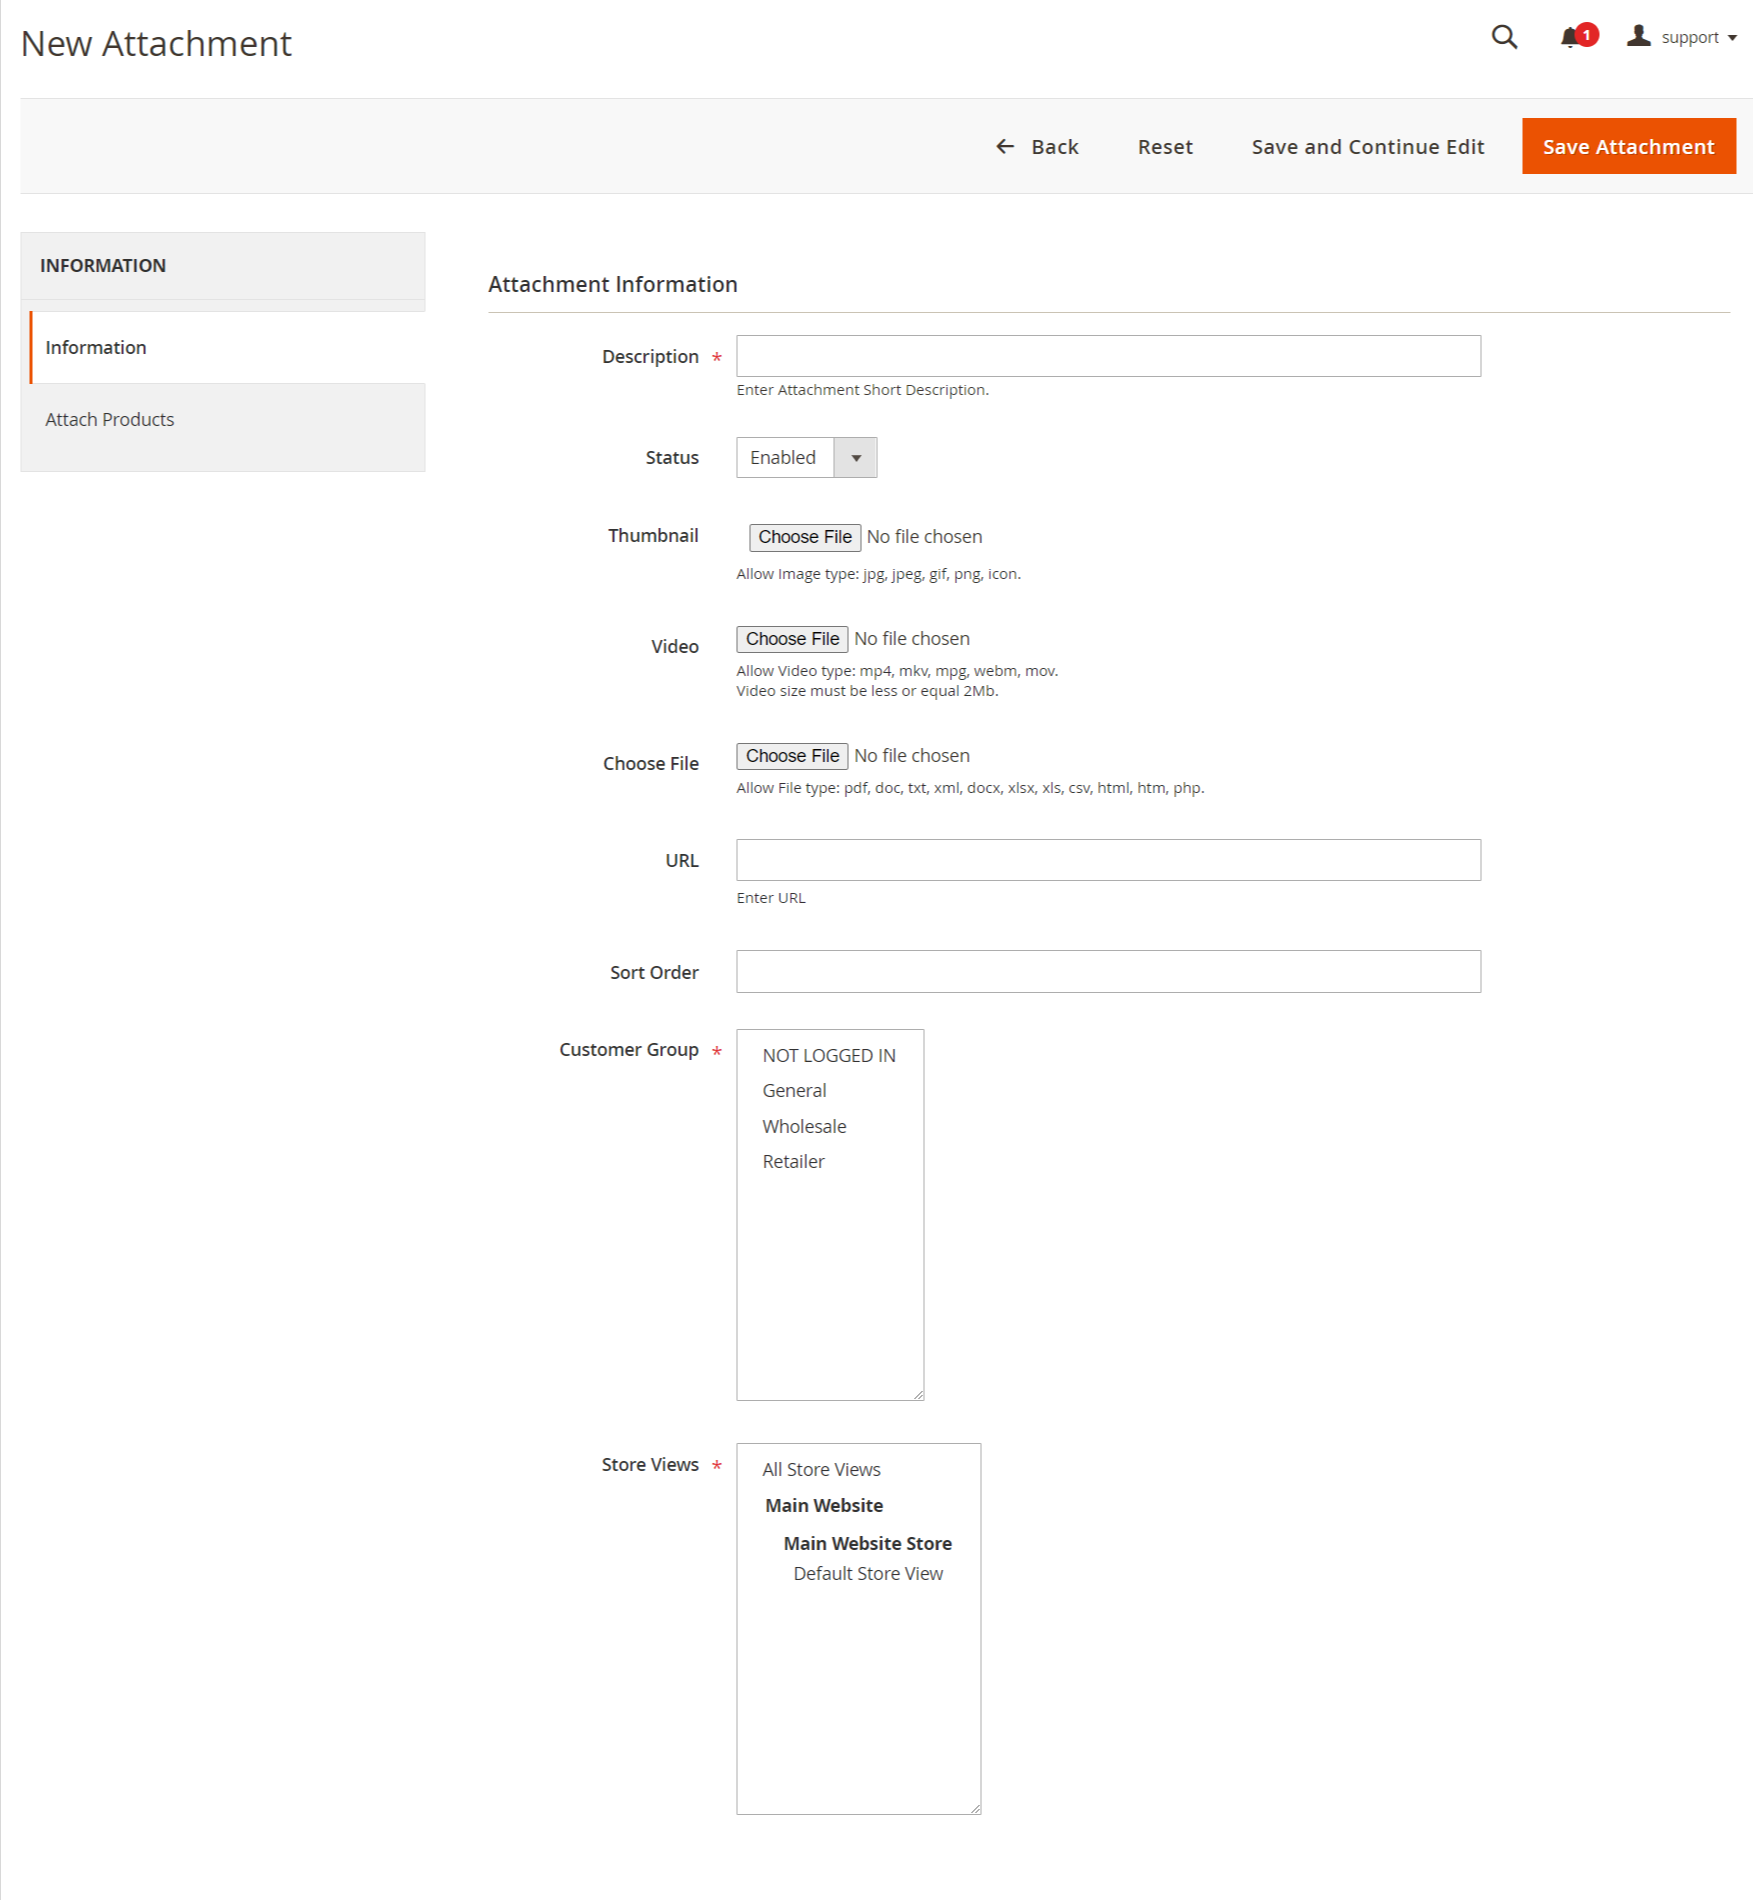 New Attachment
1
support
Back
Reset
Save and Continue Edit
Save Attachment
INFORMATION
Information
Attach Products
Attachment Information
Description *
Enter Attachment Short Description.
Status
Enabled
Thumbnail
Choose File No file chosen
Allow Image type: jpg, jpeg, gif, png, icon.
Video
Choose File No file chosen
Allow Video type: mp4, mkv, mpg, webm, mov.
Video size must be less or equal 2Mb.
Choose File
Choose File No file chosen
Allow File type: pdf, doc, txt, xml, docx, xlsx, xls, csv, html, htm, php.
URL
Enter URL
Sort Order
Customer Group *
NOT LOGGED IN
General
Wholesale
Retailer
Store Views *
All Store Views
Main Website
Main Website Store
Default Store View